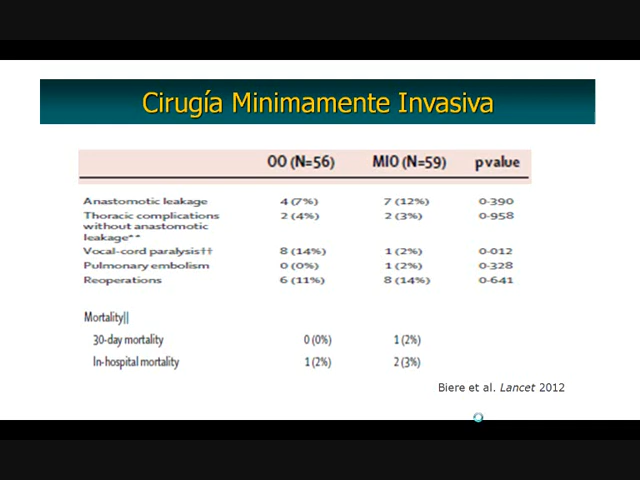 Cirugía Minimamente Invasiva
OO (N=56) MIO (N=59) p value
Anastomotic leakage 4 (7%) 7 (12%) 0·390
Thoracic complications 2 (4%) 2 (3%) 0·958
without anastomotic
leakage**
Vocal-cord paralysis†† 8 (14%) 1 (2%) 0·012
Pulmonary embolism 0 (0%) 1 (2%) 0·328
Reoperations 6 (11%) 8 (14%) 0·641
Mortality||
30-day mortality 0 (0%) 1 (2%)
In-hospital mortality 1 (2%) 2 (3%)
Biere et al. Lancet 2012